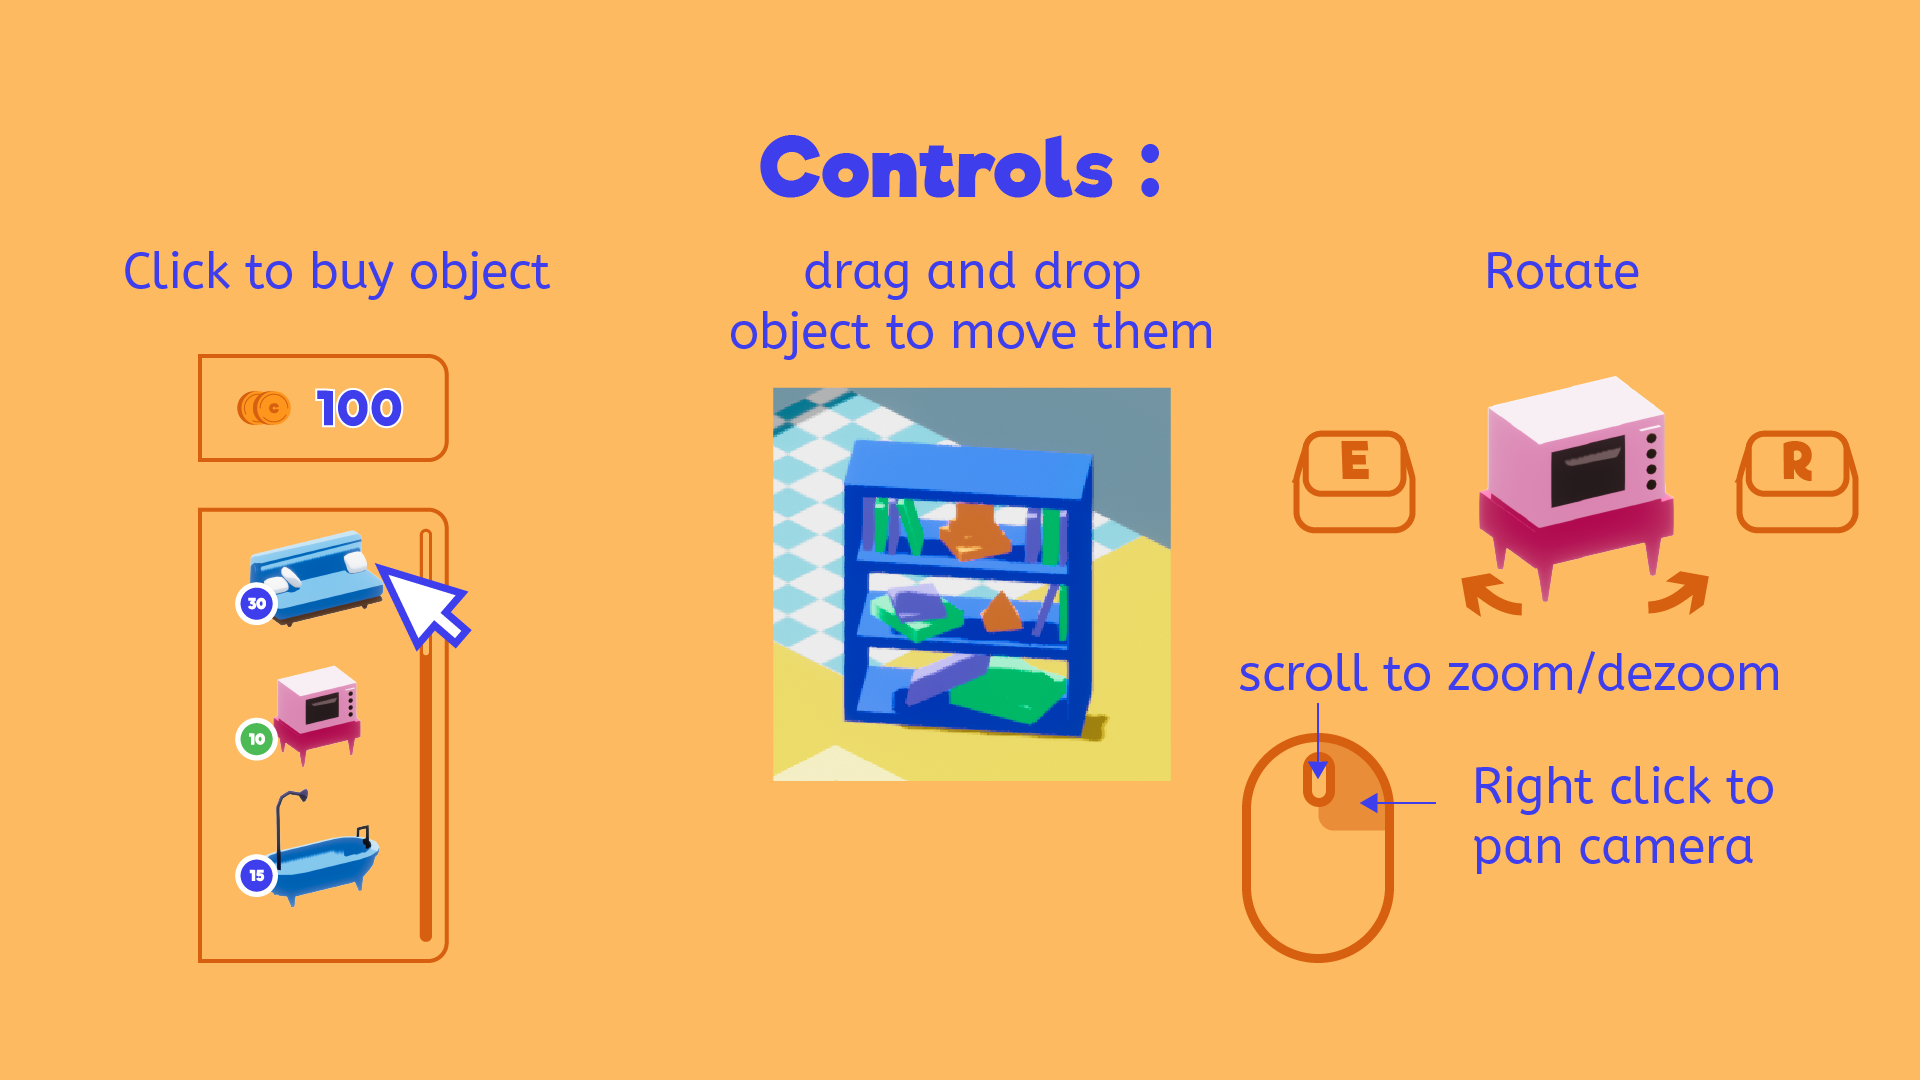 Controls :
Click to buy object
100
30
10
15
drag and drop
object to move them
Rotate
E
R
scroll to zoom/dezoom
Right click to
pan camera